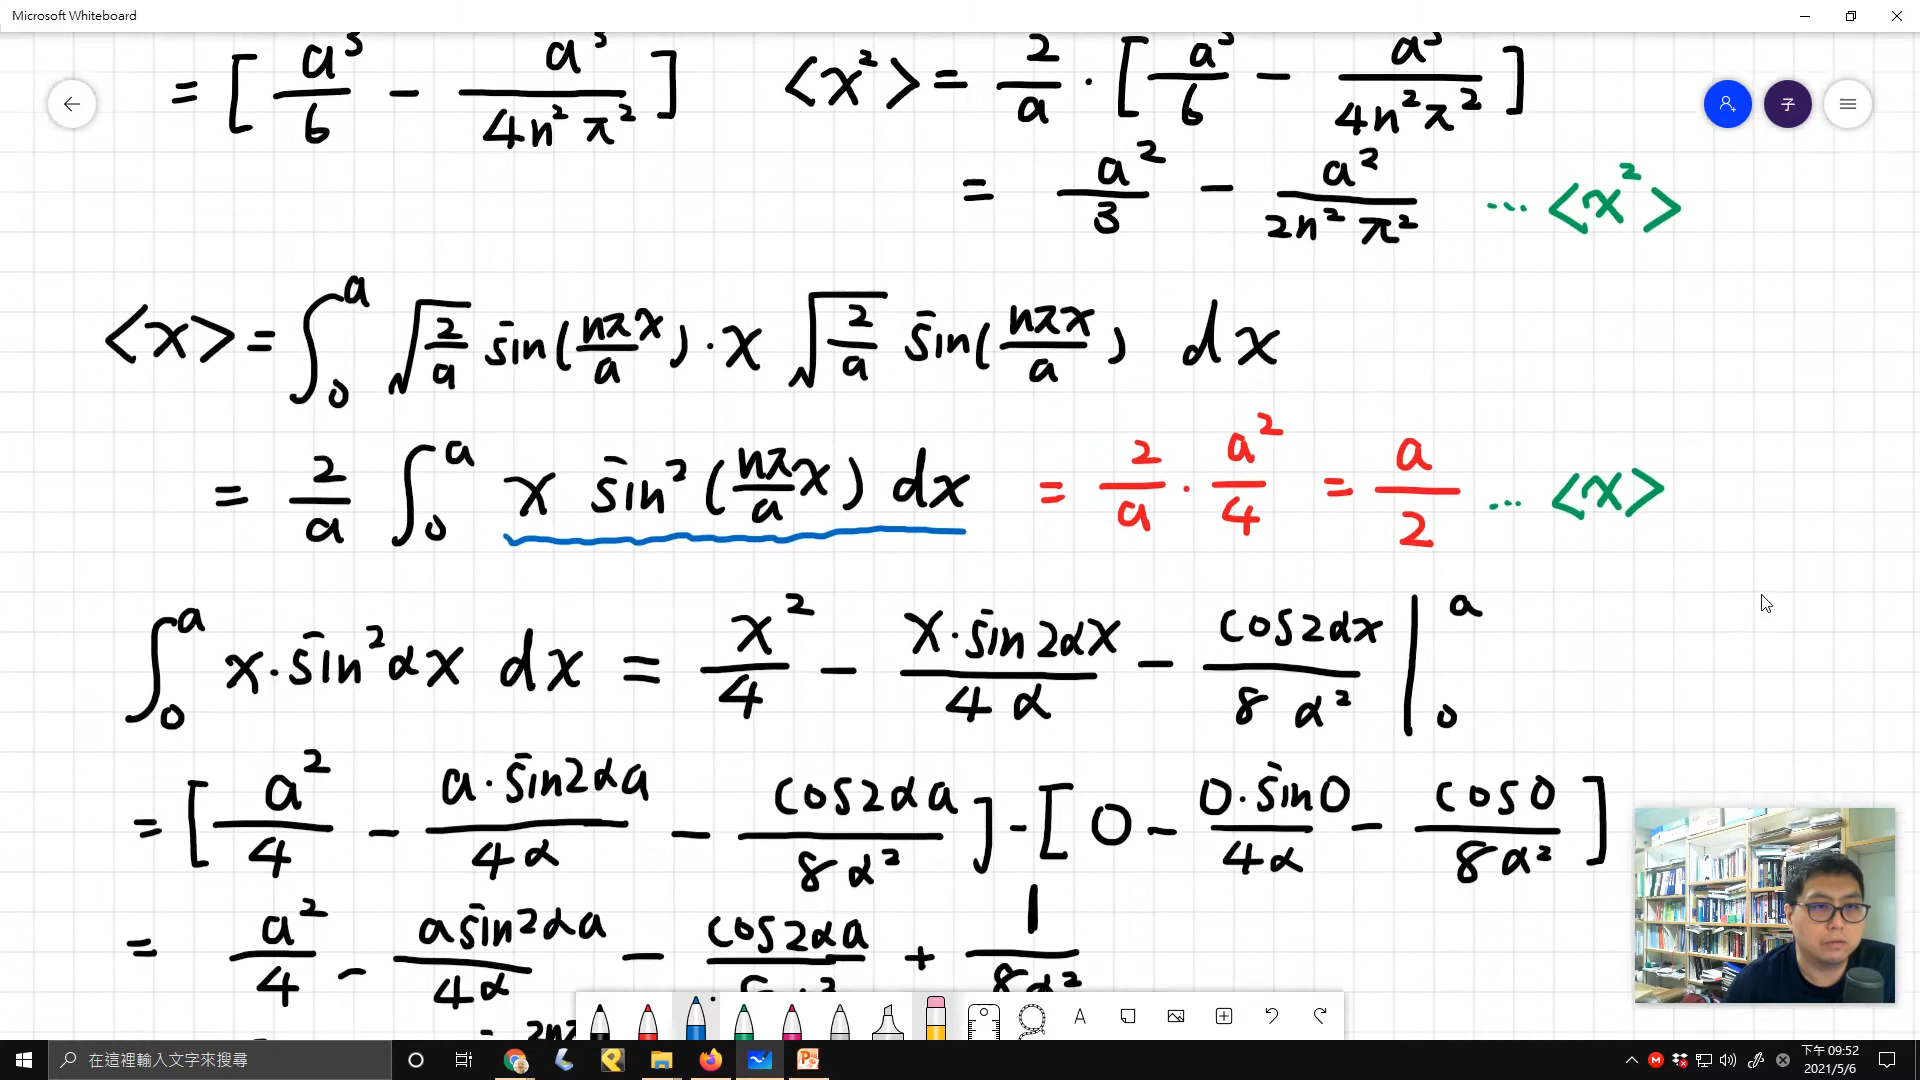 Microsoft Whiteboard
= [ a³/6 − a³/4n²π² ]
<x²> = 2/a · [ a³/6 − a³/4n²π² ]
= a²/3 − a²/2n²π² ... <x²>
子
<x> = ∫₀ᵃ √(2/a) sin(nπx/a) · x √(2/a) sin(nπx/a) dx
= 2/a ∫₀ᵃ x sin²(nπ/a x) dx = 2/a · a²/4 = a/2 ... <x>
∫₀ᵃ x·sin²αx dx = x²/4 − x·sin2αx/4α − cos2αx/8α² |₀ᵃ
= [ a²/4 − a·sin2αa/4α − cos2αa/8α² ] - [ 0 − 0·sin0/4α − cos0/8α² ]
= a²/4 − asin2αa/4α − cos2αa + 1/8α²
A
在這裡輸入文字來搜尋
下午 09:52
2021/5/6